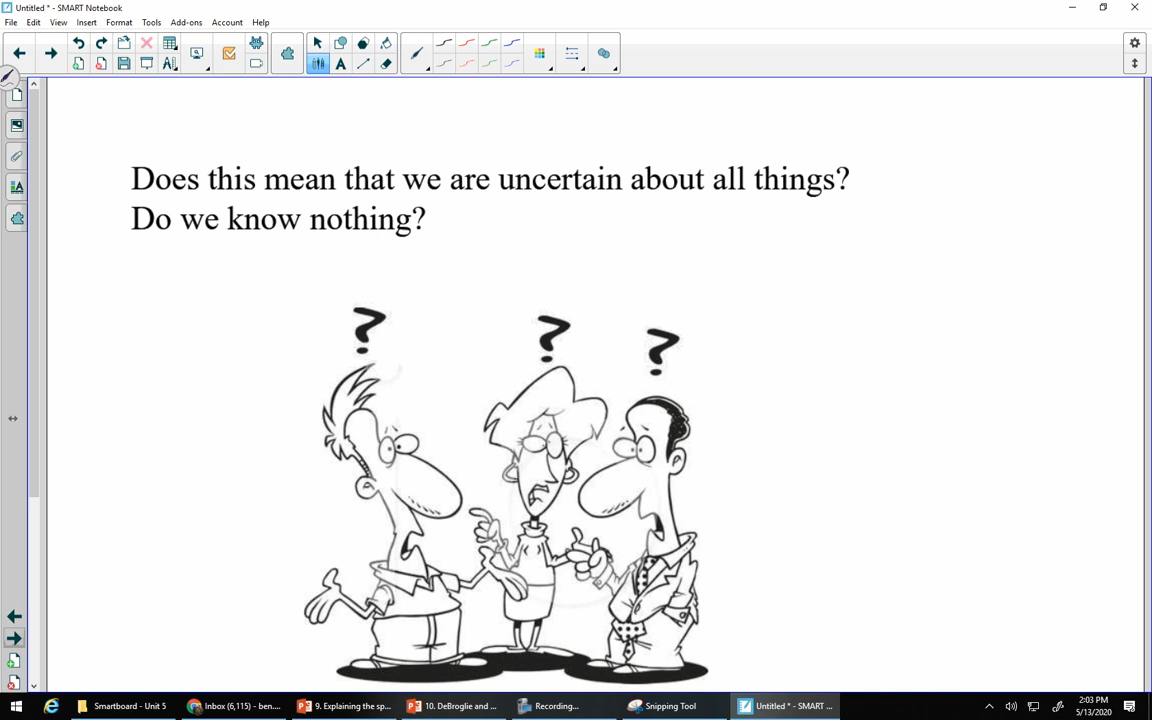 Untitled * - SMART Notebook
File Edit View Insert Format Tools Add-ons Account Help
Does this mean that we are uncertain about all things?
Do we know nothing?
? ? ?
Smartboard - Unit 5
Inbox (6,115) - ben....
9. Explaining the sp...
10. DeBroglie and ...
Recording...
Snipping Tool
Untitled * - SMART ...
2:03 PM
5/13/2020